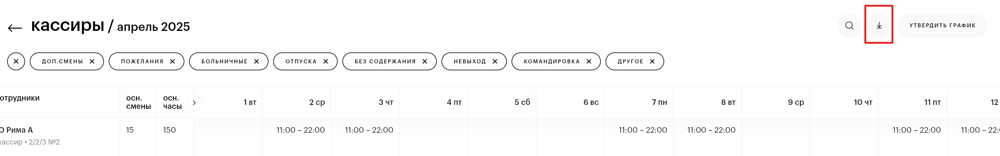 кассиры / апрель 2025
УТВЕРДИТЬ ГРАФИК
ДОП.СМЕНЫ ПОЖЕЛАНИЯ БОЛЬНИЧНЫЕ ОТПУСКА БЕЗ СОДЕРЖАНИЯ НЕВЫХОД КОМАНДИРОВКА ДРУГОЕ
отрудники осн. смены осн. часы 1 вт 2 ср 3 чт 4 пт 5 сб 6 вс 7 пн 8 вт 9 ср 10 чт 11 пт 12
О Рима А 15 150 11:00 – 22:00 11:00 – 22:00 11:00 – 22:00 11:00 – 22:00 11:00 – 22:00 11:00 – 22:
кассир • 2/2/3 №2